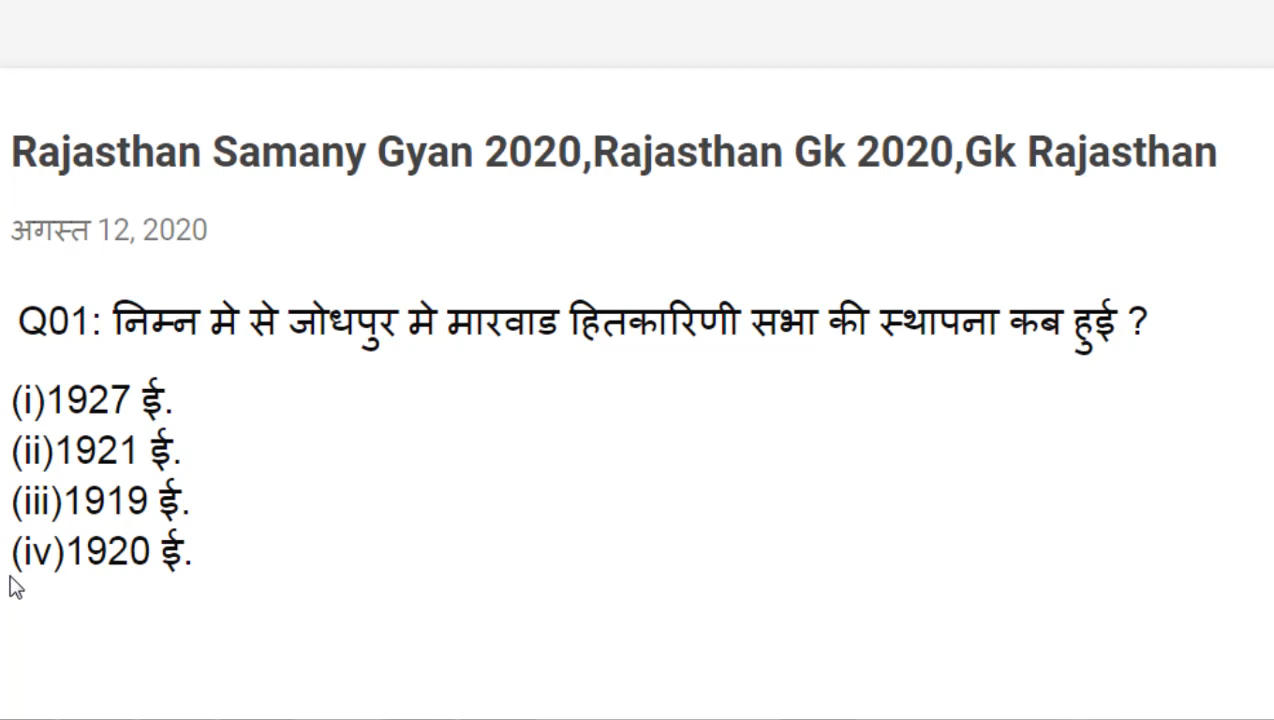 Rajasthan Samany Gyan 2020,Rajasthan Gk 2020,Gk Rajasthan
अगस्त 12, 2020
Q01: निम्न मे से जोधपुर मे मारवाड हितकारिणी सभा की स्थापना कब हुई ?
(i)1927 ई.
(ii)1921 ई.
(iii)1919 ई.
(iv)1920 ई.